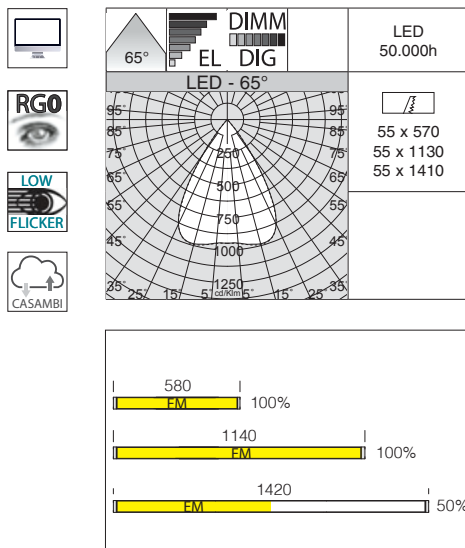 65°
EL
DIMM
DIG
LED
50.000h
LED - 65°
RG0
LOW
FLICKER
CASAMBI
95° 95°
85° 85°
75° 75°
65 65°
55 55
45° 45°
35° 25° 15° 5° 5° 15° 25° 35°
250
500
750
1000
1250
cd/Klm
55 x 570
55 x 1130
55 x 1410
580
EM
100%
1140
EM
100%
1420
EM
50%